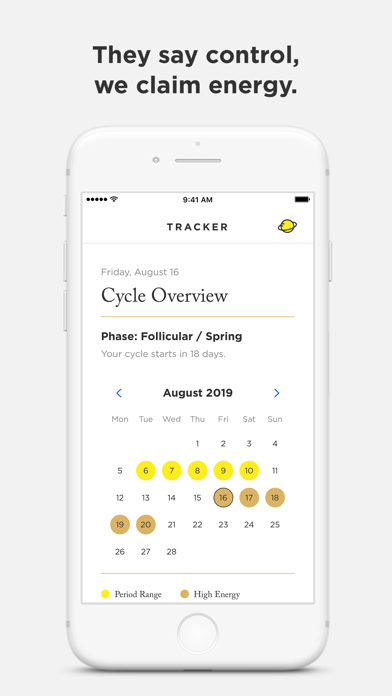 They say control,
we claim energy.
9:41 AM
TRACKER
Friday, August 16
Cycle Overview
Phase: Follicular / Spring
Your cycle starts in 18 days.
August 2019
Mon Tue Wed Thu Fri Sat Sun
1 2 3 4
5 6 7 8 9 10 11
12 13 14 15 16 17 18
19 20 21 22 23 24 25
26 27 28
Period Range High Energy